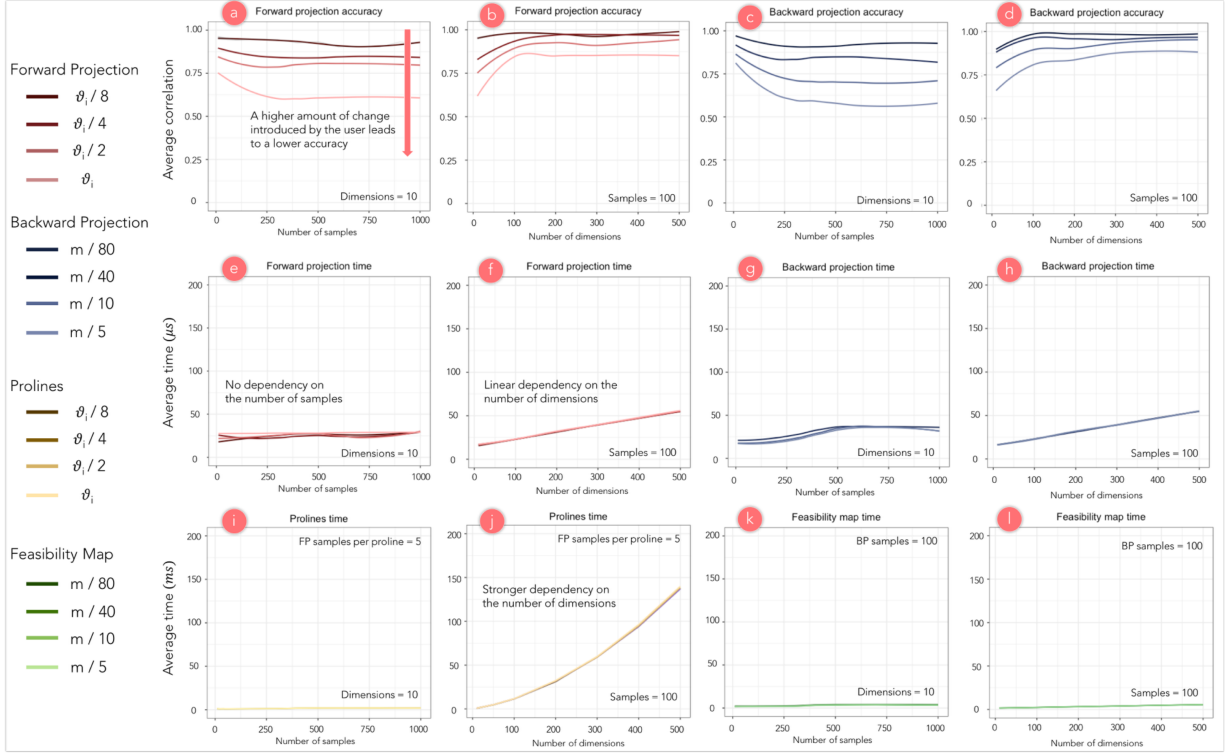 Forward Projection
ϑi / 8
ϑi / 4
ϑi / 2
ϑi
Backward Projection
m / 80
m / 40
m / 10
m / 5
Prolines
ϑi / 8
ϑi / 4
ϑi / 2
ϑi
Feasibility Map
m / 80
m / 40
m / 10
m / 5
a
Forward projection accuracy
Average correlation
1.00
0.75
0.50
0.25
0
A higher amount of change
introduced by the user leads
to a lower accuracy
Dimensions = 10
0 250 500 750 1000
Number of samples
b
Forward projection accuracy
1.00
0.75
0.50
0.25
0
Samples = 100
0 100 200 300 400 500
Number of dimensions
c
Backward projection accuracy
1.00
0.75
0.50
0.25
0
Dimensions = 10
0 250 500 750 1000
Number of samples
d
Backward projection accuracy
1.00
0.75
0.50
0.25
0
Samples = 100
0 100 200 300 400 500
Number of dimensions
e
Forward projection time
Average time (μs)
200
150
100
50
0
No dependency on
the number of samples
Dimensions = 10
0 250 500 750 1000
Number of samples
f
Forward projection time
200
150
100
50
0
Linear dependency on the
number of dimensions
Samples = 100
0 100 200 300 400 500
Number of dimensions
g
Backward projection time
200
150
100
50
0
Dimensions = 10
0 250 500 750 1000
Number of samples
h
Backward projection time
200
150
100
50
0
Samples = 100
0 100 200 300 400 500
Number of dimensions
i
Prolines time
Average time (ms)
200
150
100
50
0
FP samples per proline = 5
Dimensions = 10
0 250 500 750 1000
Number of samples
j
Prolines time
200
150
100
50
0
FP samples per proline = 5
Stronger dependency on
the number of dimensions
Samples = 100
0 100 200 300 400 500
Number of dimensions
k
Feasibility map time
200
150
100
50
0
BP samples = 100
Dimensions = 10
0 250 500 750 1000
Number of samples
l
Feasibility map time
200
150
100
50
0
BP samples = 100
Samples = 100
0 100 200 300 400 500
Number of dimensions